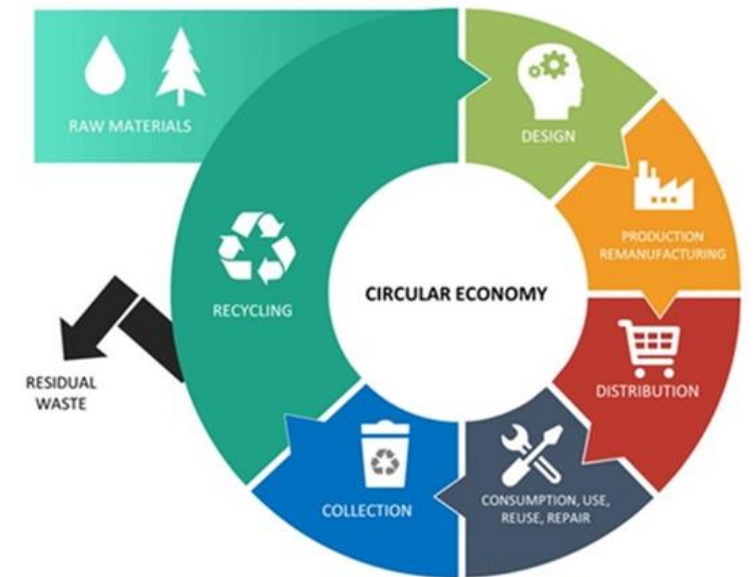 RAW MATERIALS
DESIGN
PRODUCTION
REMANUFACTURING
CIRCULAR ECONOMY
RECYCLING
DISTRIBUTION
RESIDUAL
WASTE
CONSUMPTION, USE,
REUSE, REPAIR
COLLECTION